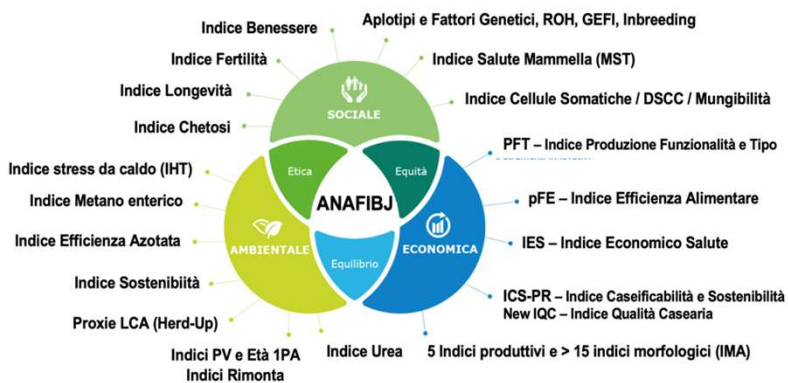 Indice Benessere
Aplotipi e Fattori Genetici, ROH, GEFI, Inbreeding
Indice Fertilità
Indice Salute Mammella (MST)
Indice Longevità
Indice Cellule Somatiche / DSCC / Mungibilità
Indice Chetosi
SOCIALE
PFT – Indice Produzione Funzionalità e Tipo
Indice stress da caldo (IHT)
Etica
Equità
Indice Metano enterico
ANAFIBJ
pFE – Indice Efficienza Alimentare
Indice Efficienza Azotata
AMBIENTALE
ECONOMICA
IES – Indice Economico Salute
Equilibrio
Indice Sostenibiità
ICS-PR – Indice Caseificabilità e Sostenibilità
New IQC – Indice Qualità Casearia
Proxie LCA (Herd-Up)
Indici PV e Età 1PA
Indici Rimonta
Indice Urea
5 Indici produttivi e > 15 indici morfologici (IMA)